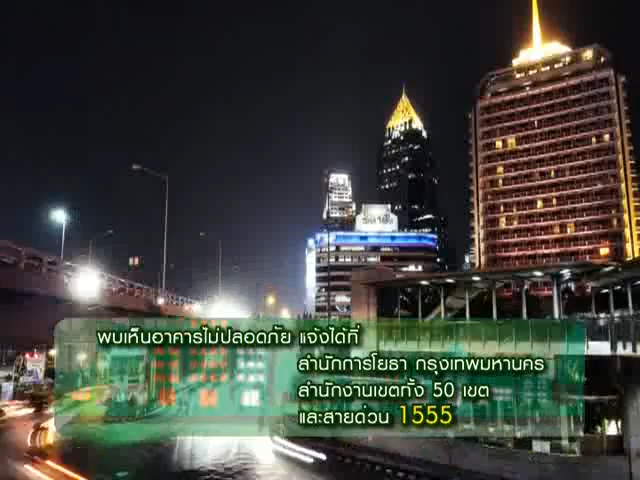 พบเห็นอาคารไม่ปลอดภัย แจ้งได้ที่
สำนักการโยธา กรุงเทพมหานคร
สำนักงานเขตทั้ง 50 เขต
และสายด่วน 1555